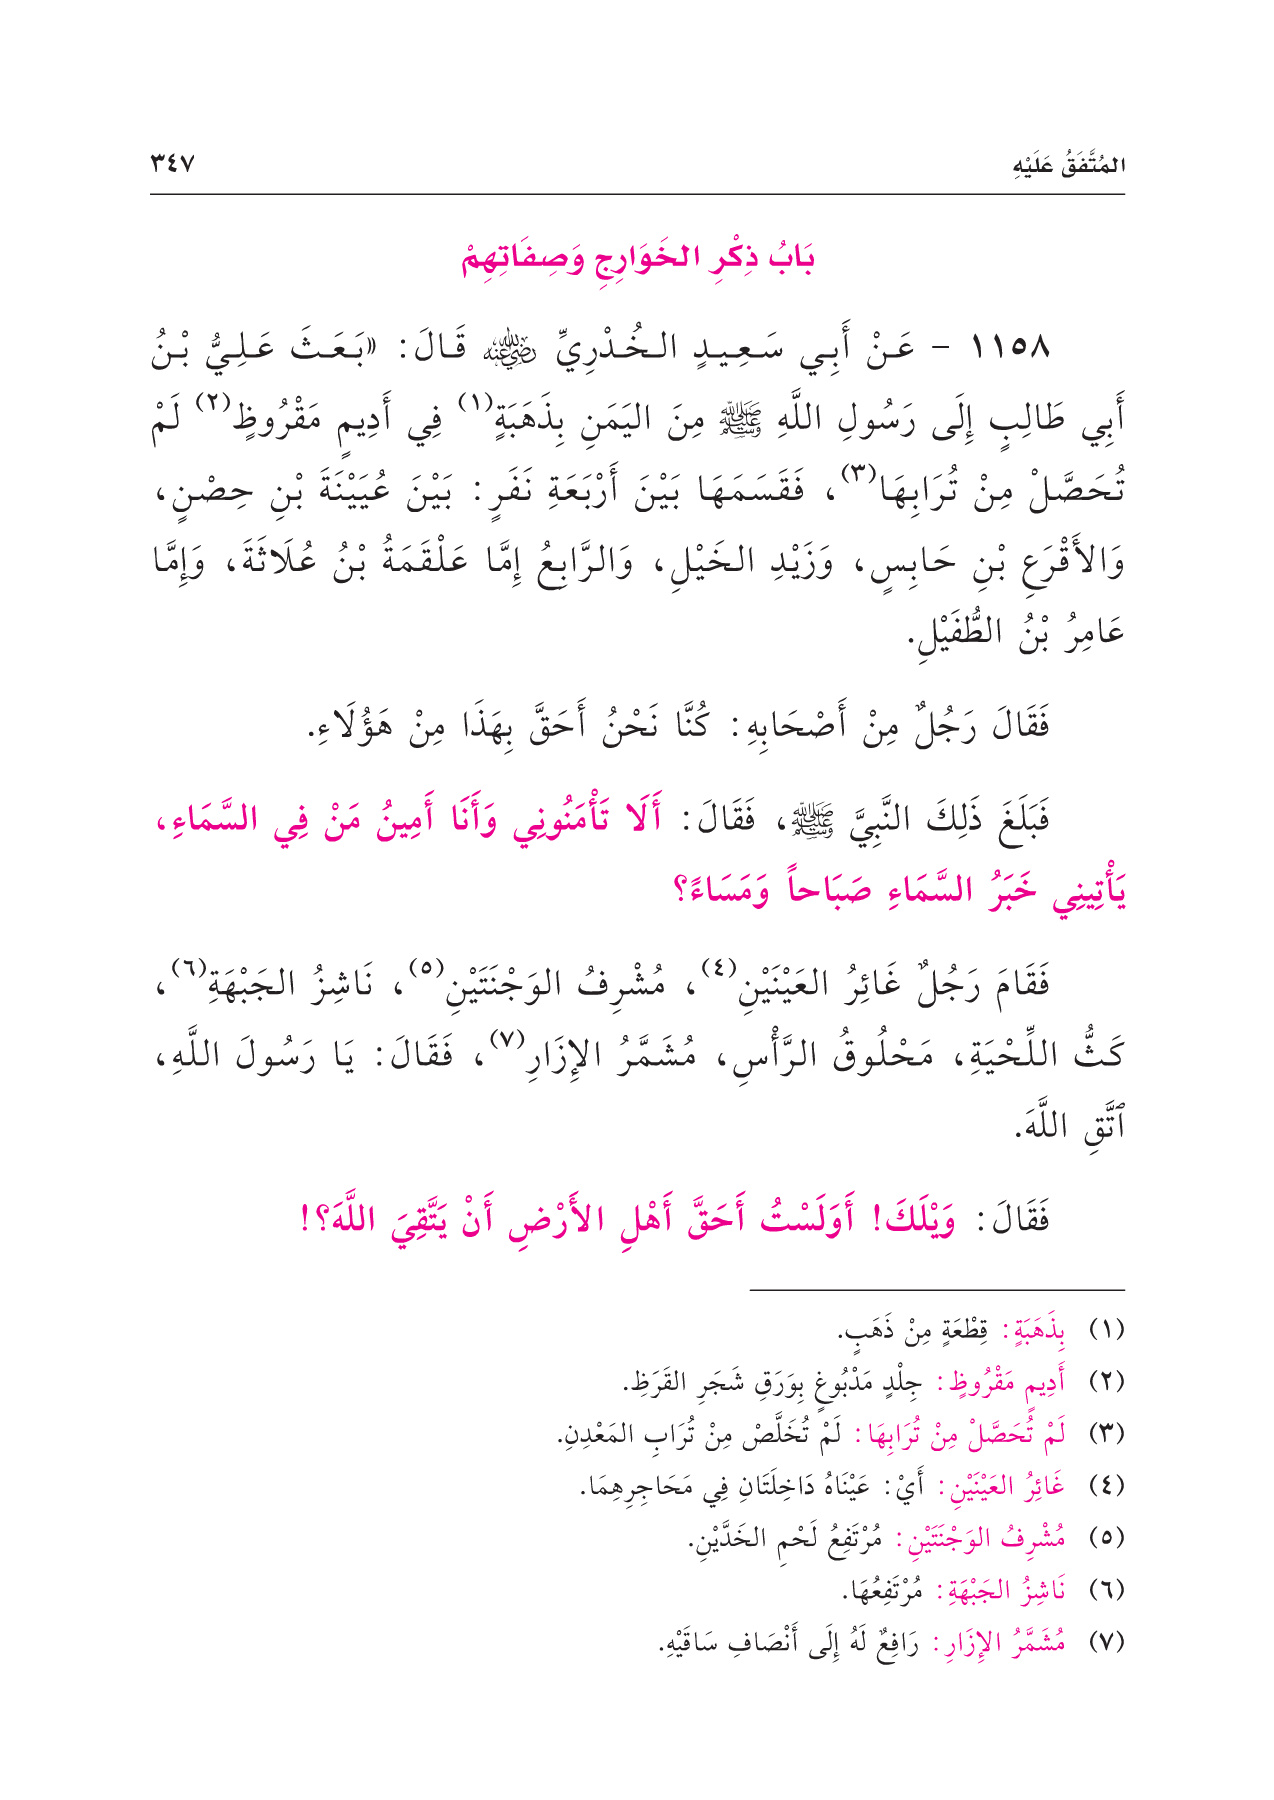 المُتَّفَقُ عَلَيْهِ ٣٤٧
بَابُ ذِكْرِ الخَوَارِجِ وَصِفَاتِهِمْ
١١٥٨ - عَنْ أَبِي سَعِيدٍ الخُدْرِيِّ رضي الله عنه قَالَ: «بَعَثَ عَلِيُّ بْنُ
أَبِي طَالِبٍ إِلَى رَسُولِ اللَّهِ ﷺ مِنَ اليَمَنِ بِذَهَبَةٍ(١) فِي أَدِيمٍ مَقْرُوظٍ(٢) لَمْ
تُحَصَّلْ مِنْ تُرَابِهَا(٣)، فَقَسَمَهَا بَيْنَ أَرْبَعَةِ نَفَرٍ: بَيْنَ عُيَيْنَةَ بْنِ حِصْنٍ،
وَالأَقْرَعِ بْنِ حَابِسٍ، وَزَيْدِ الخَيْلِ، وَالرَّابِعُ إِمَّا عَلْقَمَةُ بْنُ عُلَاثَةَ، وَإِمَّا
عَامِرُ بْنُ الطُّفَيْلِ.
فَقَالَ رَجُلٌ مِنْ أَصْحَابِهِ: كُنَّا نَحْنُ أَحَقَّ بِهَذَا مِنْ هَؤُلَاءِ.
فَبَلَغَ ذَلِكَ النَّبِيَّ ﷺ، فَقَالَ: أَلَا تَأْمَنُونِي وَأَنَا أَمِينُ مَنْ فِي السَّمَاءِ،
يَأْتِينِي خَبَرُ السَّمَاءِ صَبَاحاً وَمَسَاءً؟
فَقَامَ رَجُلٌ غَائِرُ العَيْنَيْنِ(٤)، مُشْرِفُ الوَجْنَتَيْنِ(٥)، نَاشِزُ الجَبْهَةِ(٦)،
كَثُّ اللِّحْيَةِ، مَحْلُوقُ الرَّأْسِ، مُشَمَّرُ الإِزَارِ(٧)، فَقَالَ: يَا رَسُولَ اللَّهِ،
ٱتَّقِ اللَّهَ.
فَقَالَ: وَيْلَكَ! أَوَلَسْتُ أَحَقَّ أَهْلِ الأَرْضِ أَنْ يَتَّقِيَ اللَّهَ؟!
(١) بِذَهَبَةٍ: قِطْعَةٍ مِنْ ذَهَبٍ.
(٢) أَدِيمٍ مَقْرُوظٍ: جِلْدٍ مَدْبُوغٍ بِوَرَقِ شَجَرِ القَرَظِ.
(٣) لَمْ تُحَصَّلْ مِنْ تُرَابِهَا: لَمْ تُخَلَّصْ مِنْ تُرَابِ المَعْدِنِ.
(٤) غَائِرُ العَيْنَيْنِ: أَيْ: عَيْنَاهُ دَاخِلَتَانِ فِي مَحَاجِرِهِمَا.
(٥) مُشْرِفُ الوَجْنَتَيْنِ: مُرْتَفِعُ لَحْمِ الخَدَّيْنِ.
(٦) نَاشِزُ الجَبْهَةِ: مُرْتَفِعُهَا.
(٧) مُشَمَّرُ الإِزَارِ: رَافِعٌ لَهُ إِلَى أَنْصَافِ سَاقَيْهِ.